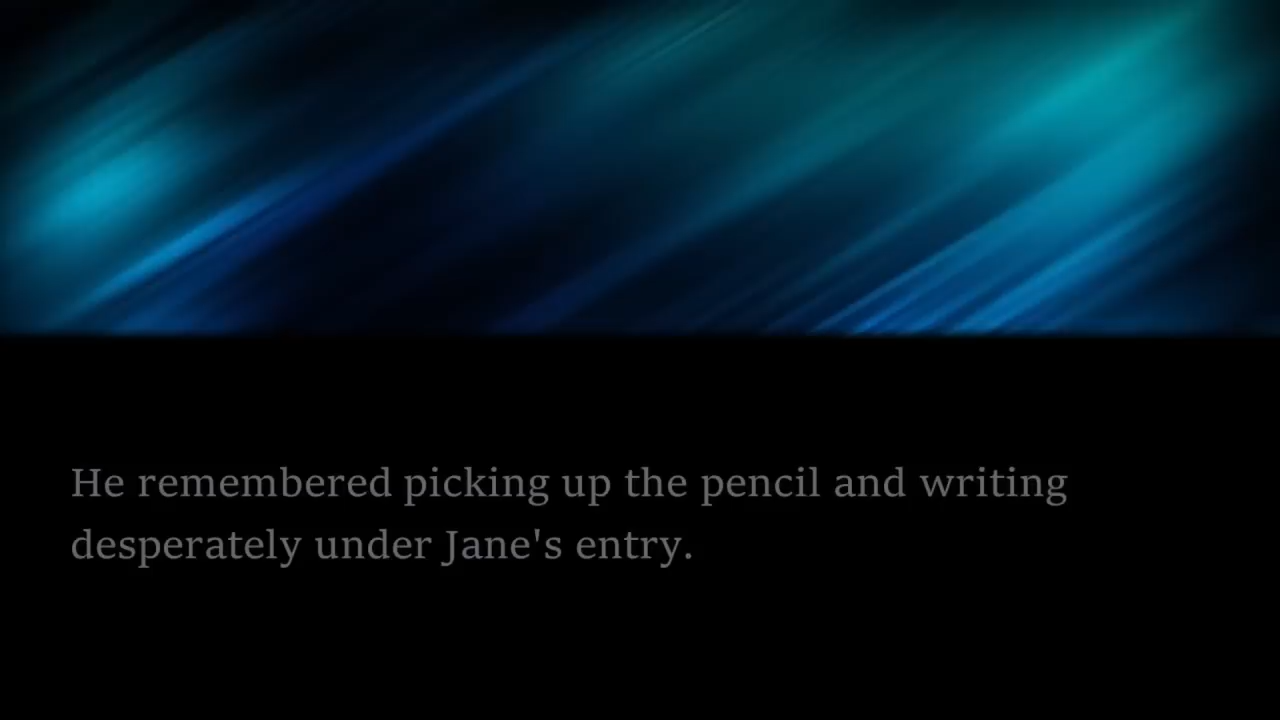 He remembered picking up the pencil and writing
desperately under Jane's entry.